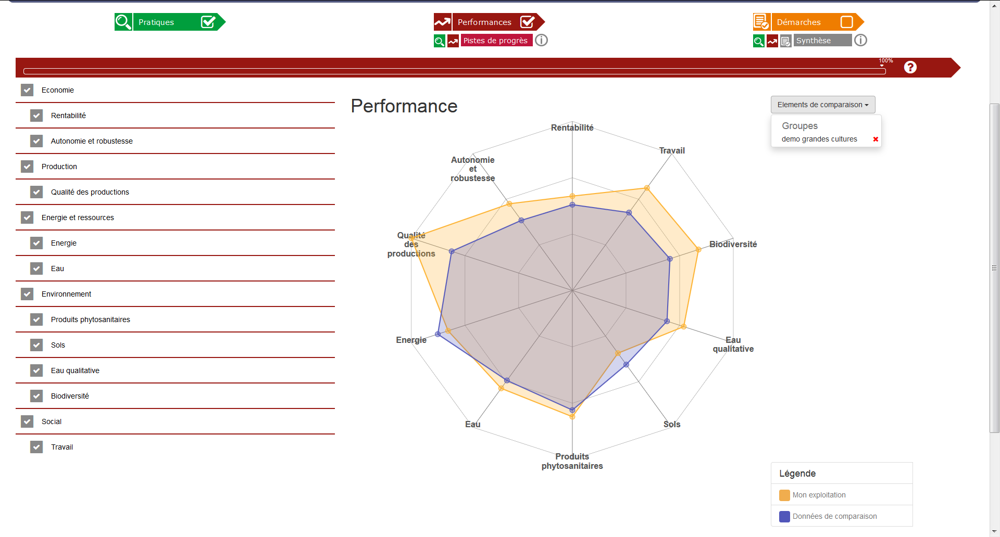 Pratiques
Performances
Démarches
Pistes de progrès
Synthèse
100%
Economie
Rentabilité
Autonomie et robustesse
Production
Qualité des productions
Energie et ressources
Energie
Eau
Environnement
Produits phytosanitaires
Sols
Eau qualitative
Biodiversité
Social
Travail
Performance
Rentabilité
Travail
Autonomie
et
robustesse
Qualité
des
productions
Biodiversité
Energie
Eau
qualitative
Eau
Sols
Produits
phytosanitaires
Elements de comparaison
Groupes
demo grandes cultures
Légende
Mon exploitation
Données de comparaison